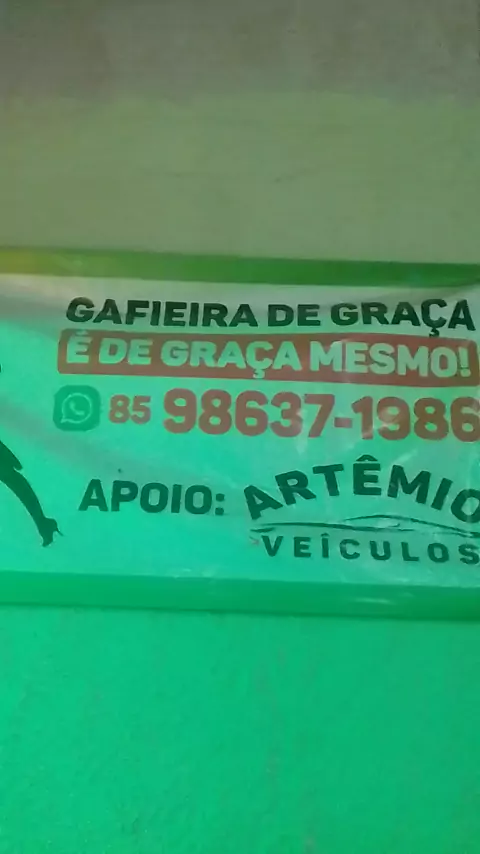 GAFIEIRA DE GRAÇA
É DE GRAÇA MESMO!
85 98637-1986
APOIO: ARTÊMIO
VEÍCULOS